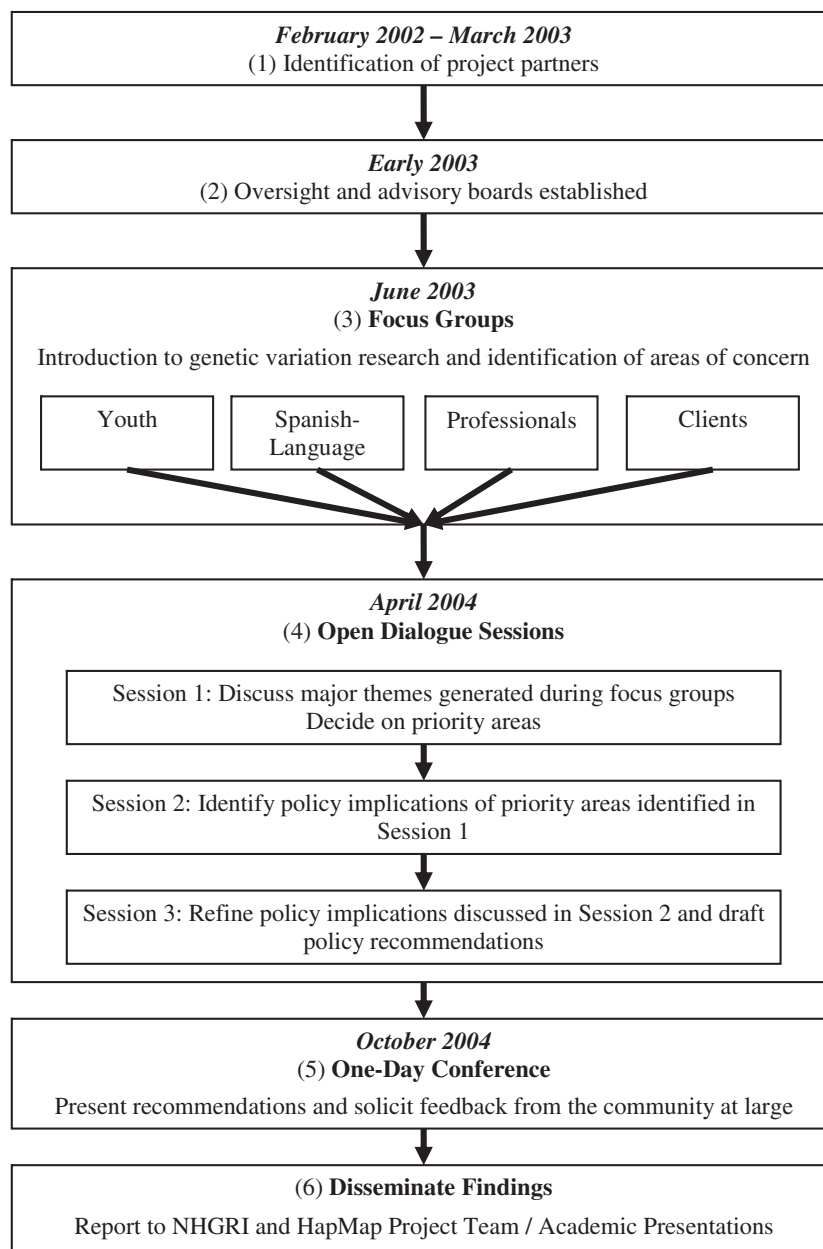 February 2002 – March 2003
(1) Identification of project partners
Early 2003
(2) Oversight and advisory boards established
June 2003
(3) Focus Groups
Introduction to genetic variation research and identification of areas of concern
Youth
Spanish-
Language
Professionals
Clients
April 2004
(4) Open Dialogue Sessions
Session 1: Discuss major themes generated during focus groups
Decide on priority areas
Session 2: Identify policy implications of priority areas identified in
Session 1
Session 3: Refine policy implications discussed in Session 2 and draft
policy recommendations
October 2004
(5) One-Day Conference
Present recommendations and solicit feedback from the community at large
(6) Disseminate Findings
Report to NHGRI and HapMap Project Team / Academic Presentations